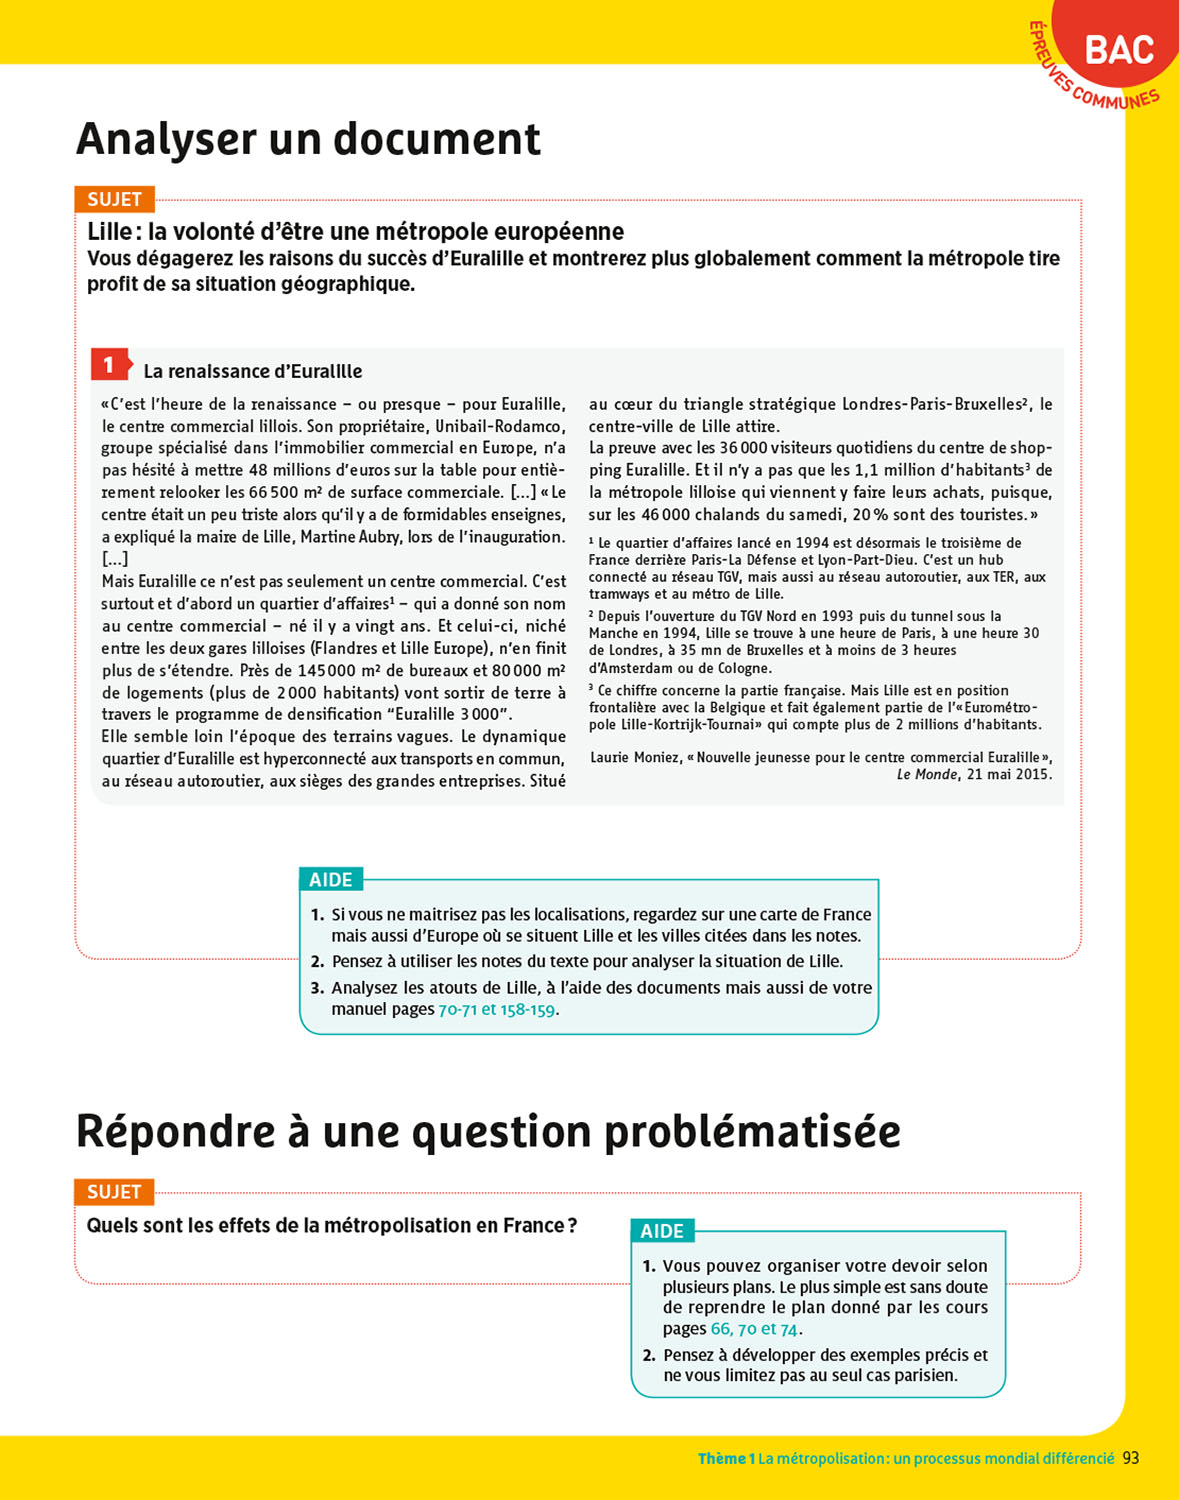 ÉPREUVES COMMUNES
BAC
Analyser un document
SUJET
Lille : la volonté d’être une métropole européenne
Vous dégagerez les raisons du succès d’Euralille et montrerez plus globalement comment la métropole tire
profit de sa situation géographique.
1
La renaissance d’Euralille
« C’est l’heure de la renaissance – ou presque – pour Euralille,
le centre commercial lillois. Son propriétaire, Unibail-Rodamco,
groupe spécialisé dans l’immobilier commercial en Europe, n’a
pas hésité à mettre 48 millions d’euros sur la table pour entiè-
rement relooker les 66 500 m² de surface commerciale. [...] « Le
centre était un peu triste alors qu’il y a de formidables enseignes,
a expliqué la maire de Lille, Martine Aubry, lors de l’inauguration.
[...]
Mais Euralille ce n’est pas seulement un centre commercial. C’est
surtout et d’abord un quartier d’affaires¹ – qui a donné son nom
au centre commercial – né il y a vingt ans. Et celui-ci, niché
entre les deux gares lilloises (Flandres et Lille Europe), n’en finit
plus de s’étendre. Près de 145 000 m² de bureaux et 80 000 m²
de logements (plus de 2 000 habitants) vont sortir de terre à
travers le programme de densification “Euralille 3 000”.
Elle semble loin l’époque des terrains vagues. Le dynamique
quartier d’Euralille est hyperconnecté aux transports en commun,
au réseau autoroutier, aux sièges des grandes entreprises. Situé
au cœur du triangle stratégique Londres-Paris-Bruxelles², le
centre-ville de Lille attire.
La preuve avec les 36 000 visiteurs quotidiens du centre de shop-
ping Euralille. Et il n’y a pas que les 1,1 million d’habitants³ de
la métropole lilloise qui viennent y faire leurs achats, puisque,
sur les 46 000 chalands du samedi, 20 % sont des touristes. »
¹ Le quartier d’affaires lancé en 1994 est désormais le troisième de
France derrière Paris-La Défense et Lyon-Part-Dieu. C’est un hub
connecté au réseau TGV, mais aussi au réseau autoroutier, aux TER, aux
tramways et au métro de Lille.
² Depuis l’ouverture du TGV Nord en 1993 puis du tunnel sous la
Manche en 1994, Lille se trouve à une heure de Paris, à une heure 30
de Londres, à 35 mn de Bruxelles et à moins de 3 heures
d’Amsterdam ou de Cologne.
³ Ce chiffre concerne la partie française. Mais Lille est en position
frontalière avec la Belgique et fait également partie de l’« Eurométro-
pole Lille-Kortrijk-Tournai » qui compte plus de 2 millions d’habitants.
Laurie Moniez, « Nouvelle jeunesse pour le centre commercial Euralille »,
Le Monde, 21 mai 2015.
AIDE
1. Si vous ne maitrisez pas les localisations, regardez sur une carte de France
mais aussi d’Europe où se situent Lille et les villes citées dans les notes.
2. Pensez à utiliser les notes du texte pour analyser la situation de Lille.
3. Analysez les atouts de Lille, à l’aide des documents mais aussi de votre
manuel pages 70-71 et 158-159.
Répondre à une question problématisée
SUJET
Quels sont les effets de la métropolisation en France ?
AIDE
1. Vous pouvez organiser votre devoir selon
plusieurs plans. Le plus simple est sans doute
de reprendre le plan donné par les cours
pages 66, 70 et 74.
2. Pensez à développer des exemples précis et
ne vous limitez pas au seul cas parisien.
Thème 1 La métropolisation : un processus mondial différencié 93